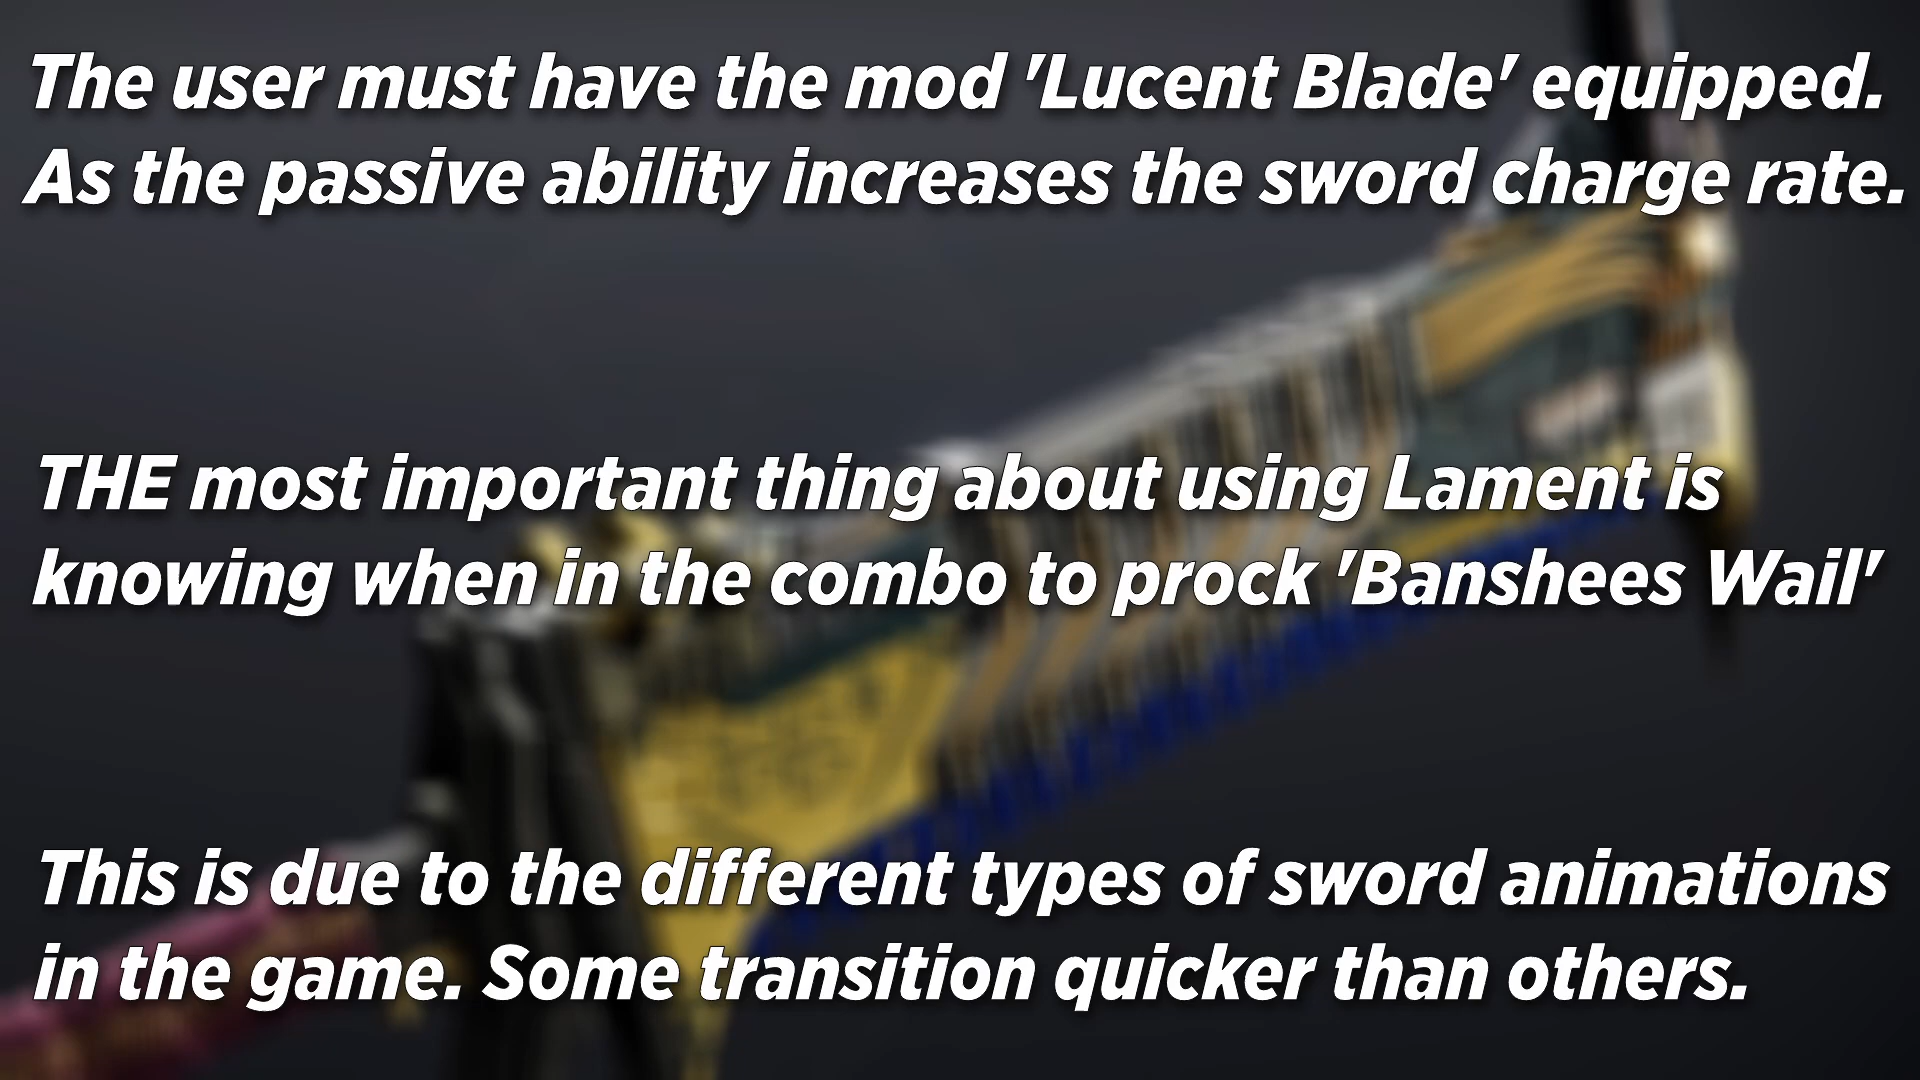 The user must have the mod 'Lucent Blade' equipped.
As the passive ability increases the sword charge rate.
THE most important thing about using Lament is
knowing when in the combo to prock 'Banshees Wail'
This is due to the different types of sword animations
in the game. Some transition quicker than others.